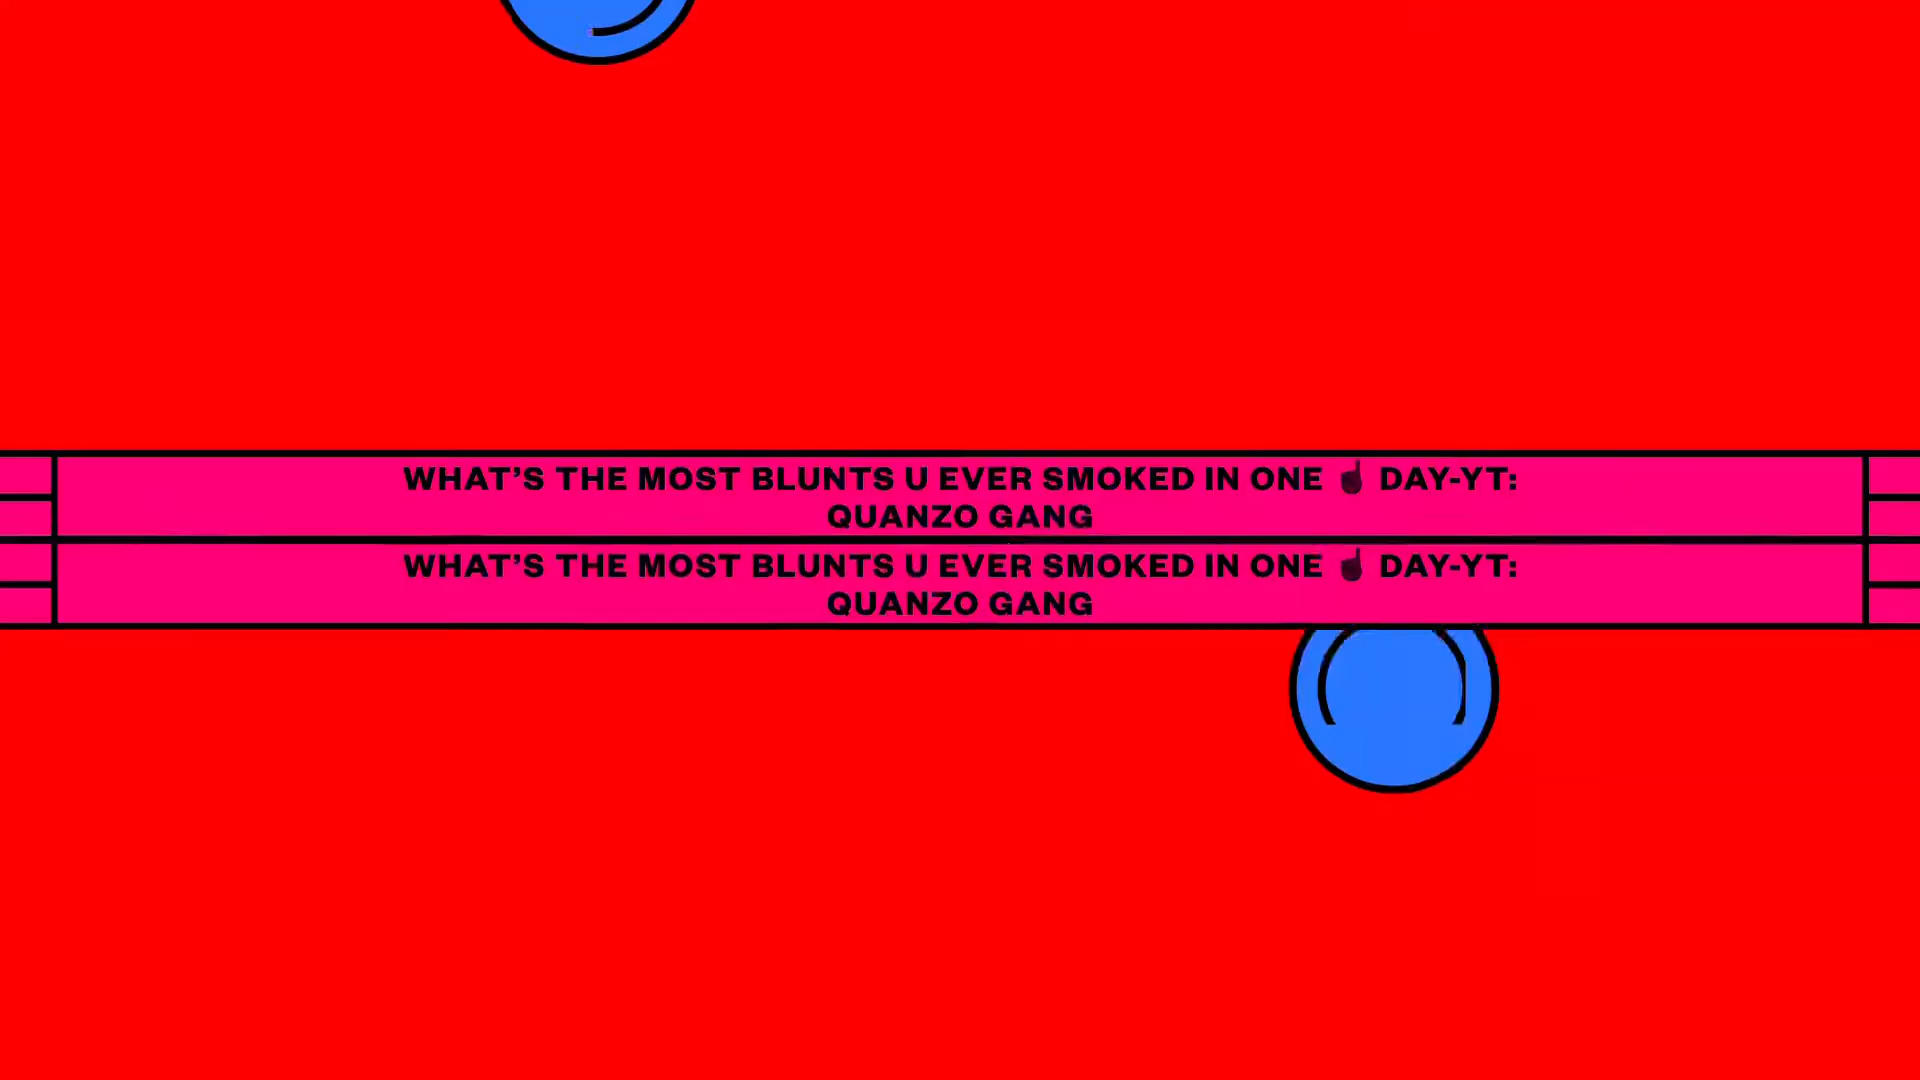 WHAT’S THE MOST BLUNTS U EVER SMOKED IN ONE ☝🏿 DAY-YT:
QUANZO GANG
WHAT’S THE MOST BLUNTS U EVER SMOKED IN ONE ☝🏿 DAY-YT:
QUANZO GANG